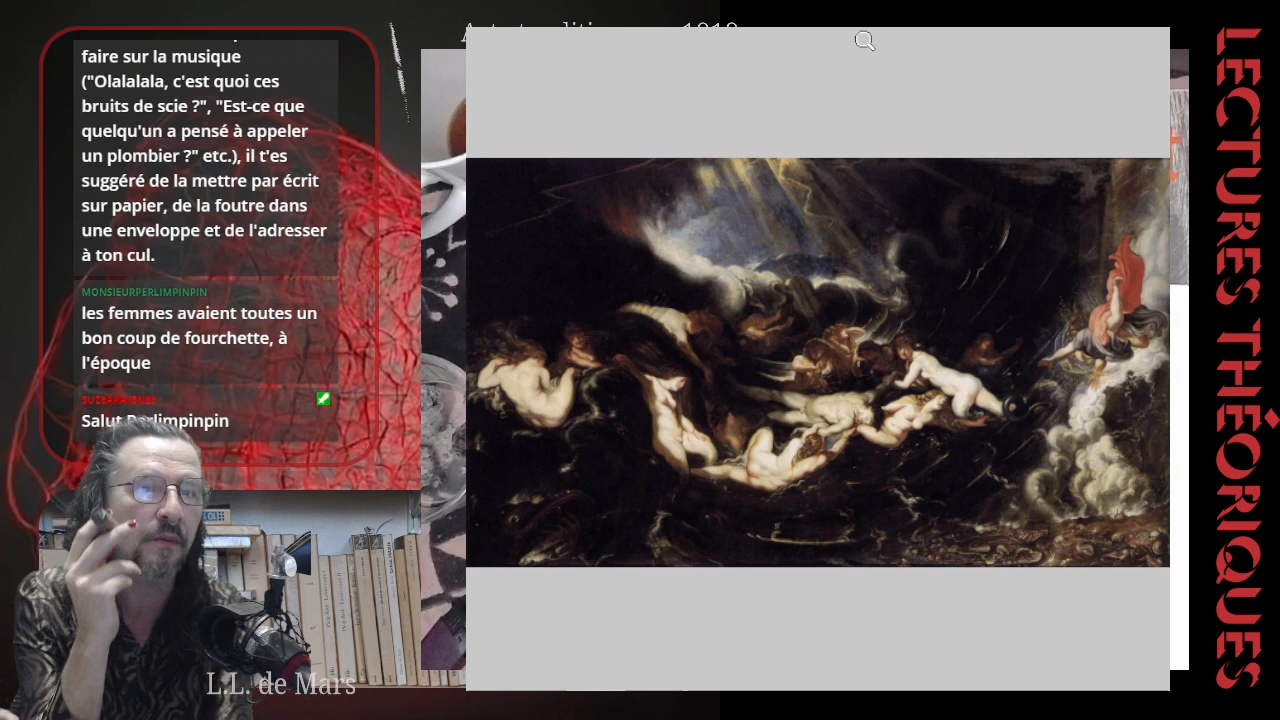 faire sur la musique
("Olalalala, c'est quoi ces
bruits de scie ?", "Est-ce que
quelqu'un a pensé à appeler
un plombier ?" etc.), il t'es
suggéré de la mettre par écrit
sur papier, de la foutre dans
une enveloppe et de l'adresser
à ton cul.
MONSIEURPERLIMPINPIN
les femmes avaient toutes un
bon coup de fourchette, à
l'époque
Salut Perlimpinpin
L.L. de Mars
LECTURES THÉORIQUES